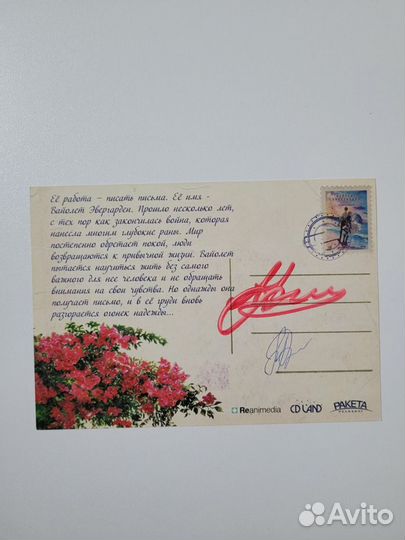 Её работа – писать письма. Её имя -
Вайолет Эвергарден. Прошло несколько лет,
с тех пор как закончилась война, которая
нанесла многим глубокие раны. Мир
постепенно обретает покой, люди
возвращаются к привычной жизни. Вайолет
пытается научиться жить без самого
важного для нее человека и не обращать
внимания на свои чувства. Но однажды она
получает письмо, и в её груди вновь
разгорается огонек надежды...
Reanimedia
CD LAND
РАКЕТА
Avito